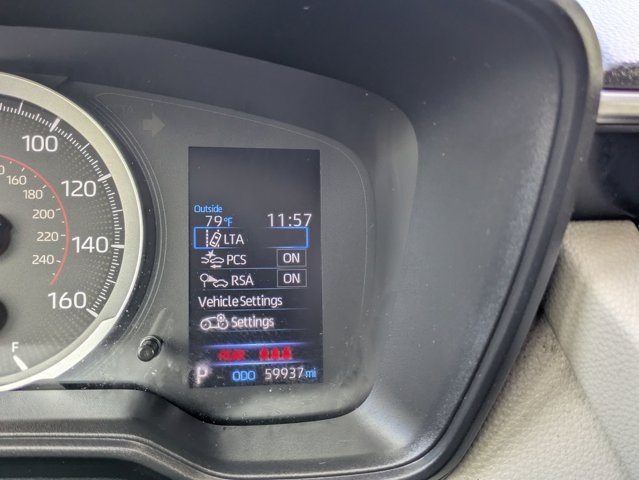 100
120
140
160
160
180
200
220
240
F
Outside
79°F 11:57
LTA
PCS ON
RSA ON
Vehicle Settings
Settings
P ODO 59937 mi